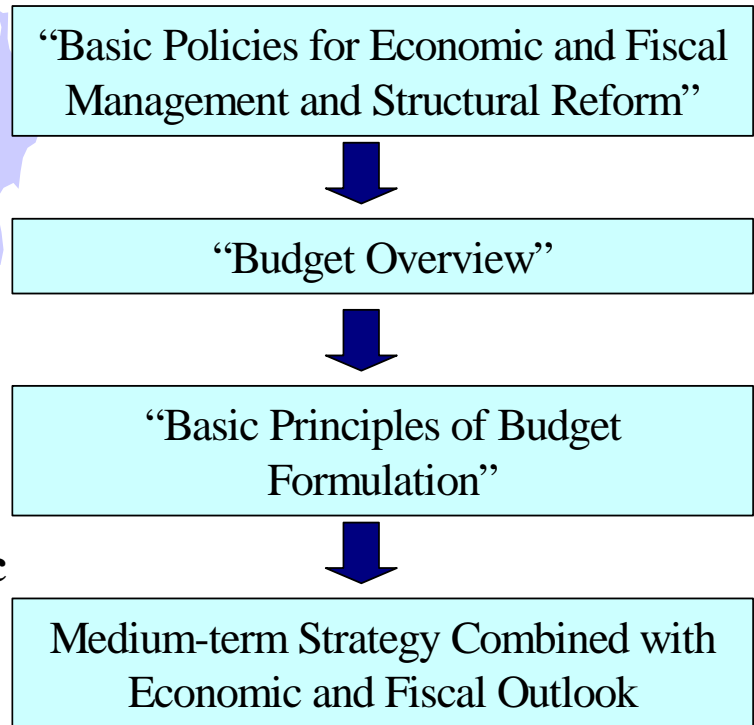 “Basic Policies for Economic and Fiscal
Management and Structural Reform”
“Budget Overview”
“Basic Principles of Budget
Formulation”
c
Medium-term Strategy Combined with
Economic and Fiscal Outlook